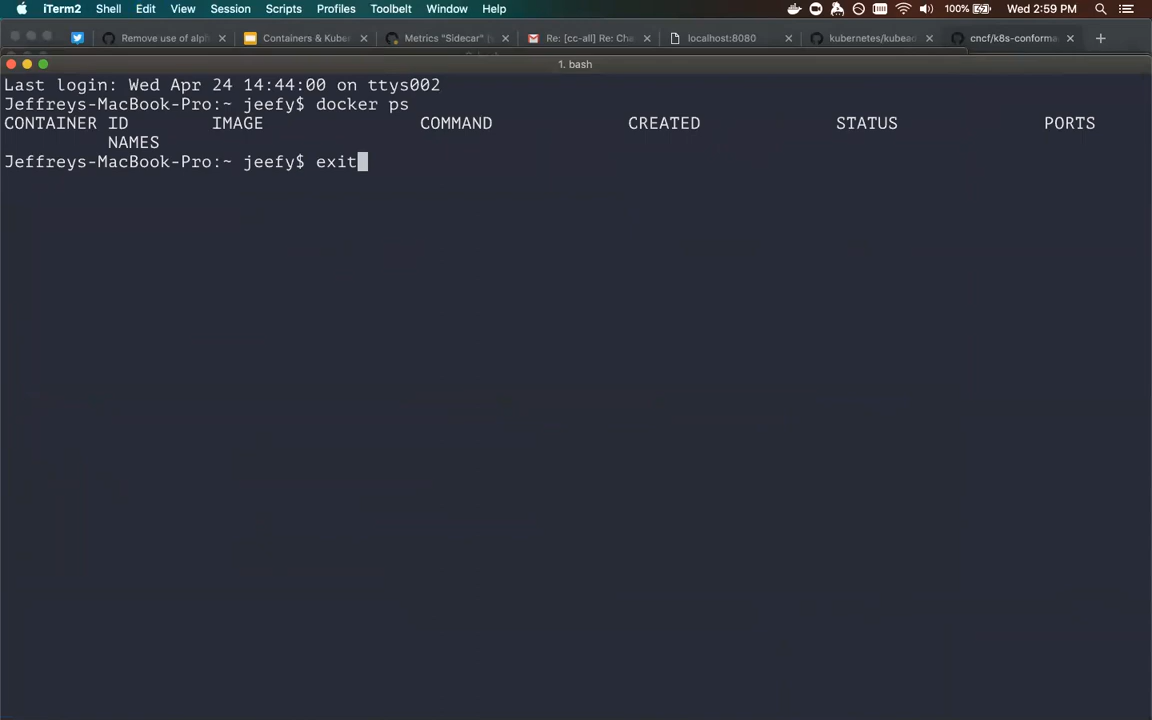 iTerm2 Shell Edit View Session Scripts Profiles Toolbelt Window Help 100% Wed 2:59 PM
Remove use of alph Containers & Kube Metrics "Sidecar" Re: [cc-all] Re: Cha localhost:8080 kubernetes/kubead cncf/k8s-conforma
1. bash
Last login: Wed Apr 24 14:44:00 on ttys002
Jeffreys-MacBook-Pro:~ jeefy$ docker ps
CONTAINER ID IMAGE COMMAND CREATED STATUS PORTS
NAMES
Jeffreys-MacBook-Pro:~ jeefy$ exit